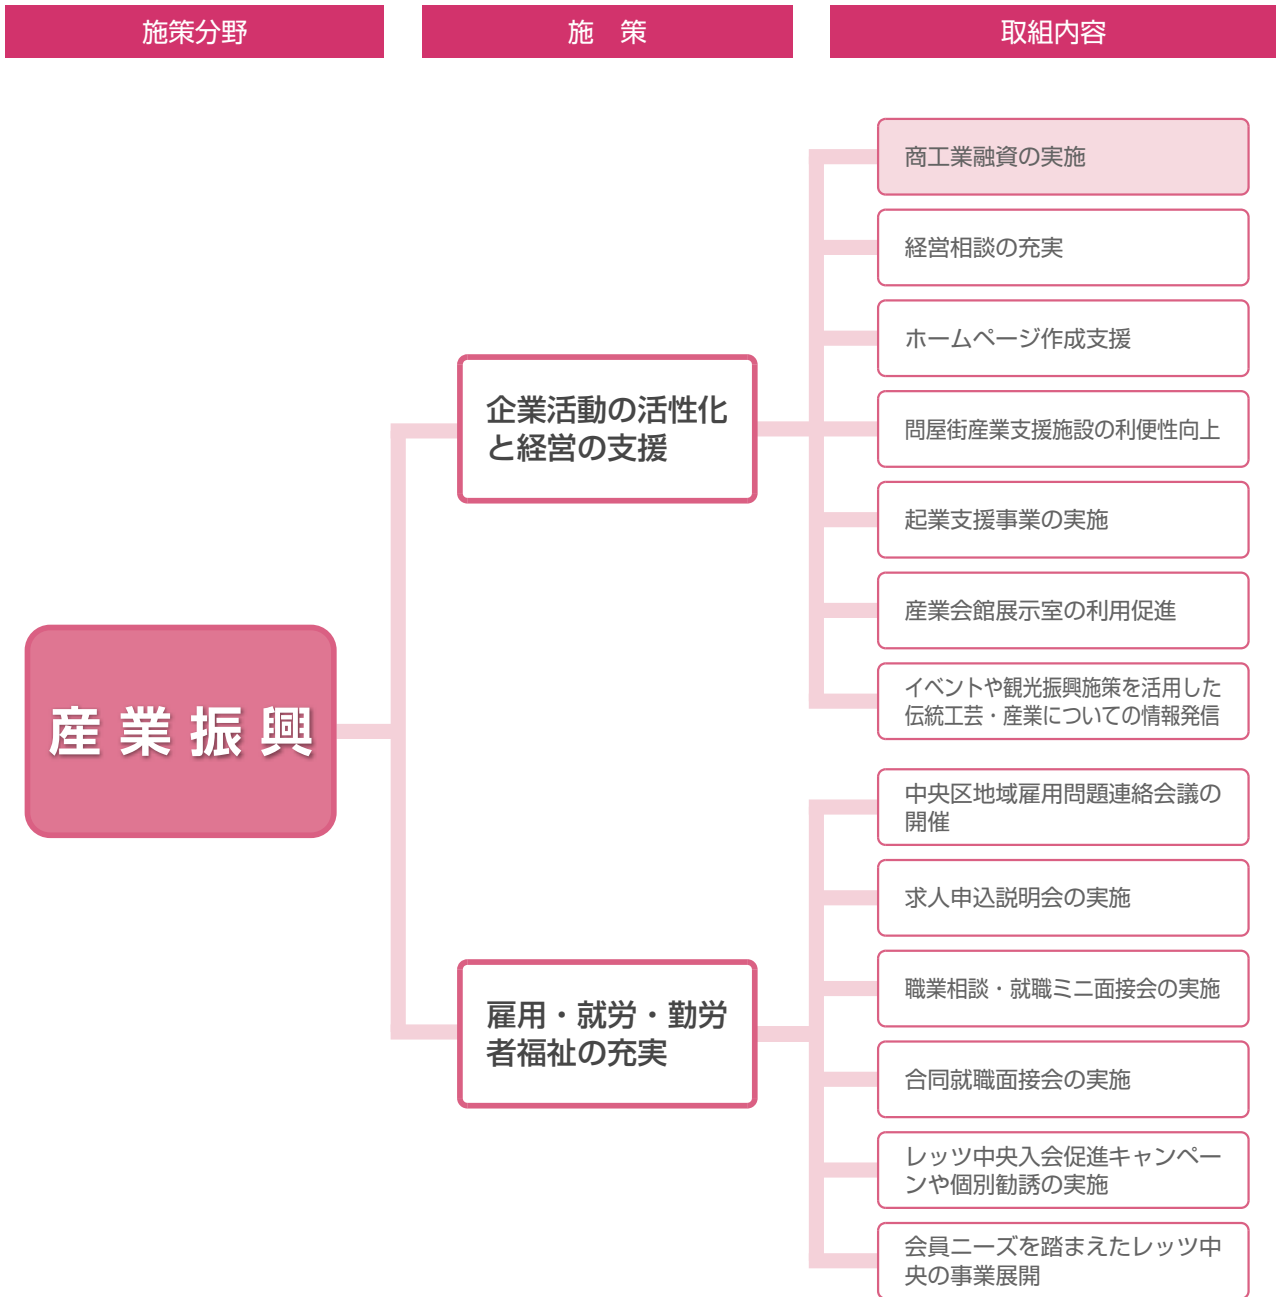 施策分野
施　策
取組内容
産業振興
企業活動の活性化
と経営の支援
商工業融資の実施
経営相談の充実
ホームページ作成支援
問屋街産業支援施設の利便性向上
起業支援事業の実施
産業会館展示室の利用促進
イベントや観光振興施策を活用した
伝統工芸・産業についての情報発信
雇用・就労・勤労
者福祉の充実
中央区地域雇用問題連絡会議の
開催
求人申込説明会の実施
職業相談・就職ミニ面接会の実施
合同就職面接会の実施
レッツ中央入会促進キャンペー
ンや個別勧誘の実施
会員ニーズを踏まえたレッツ中
央の事業展開